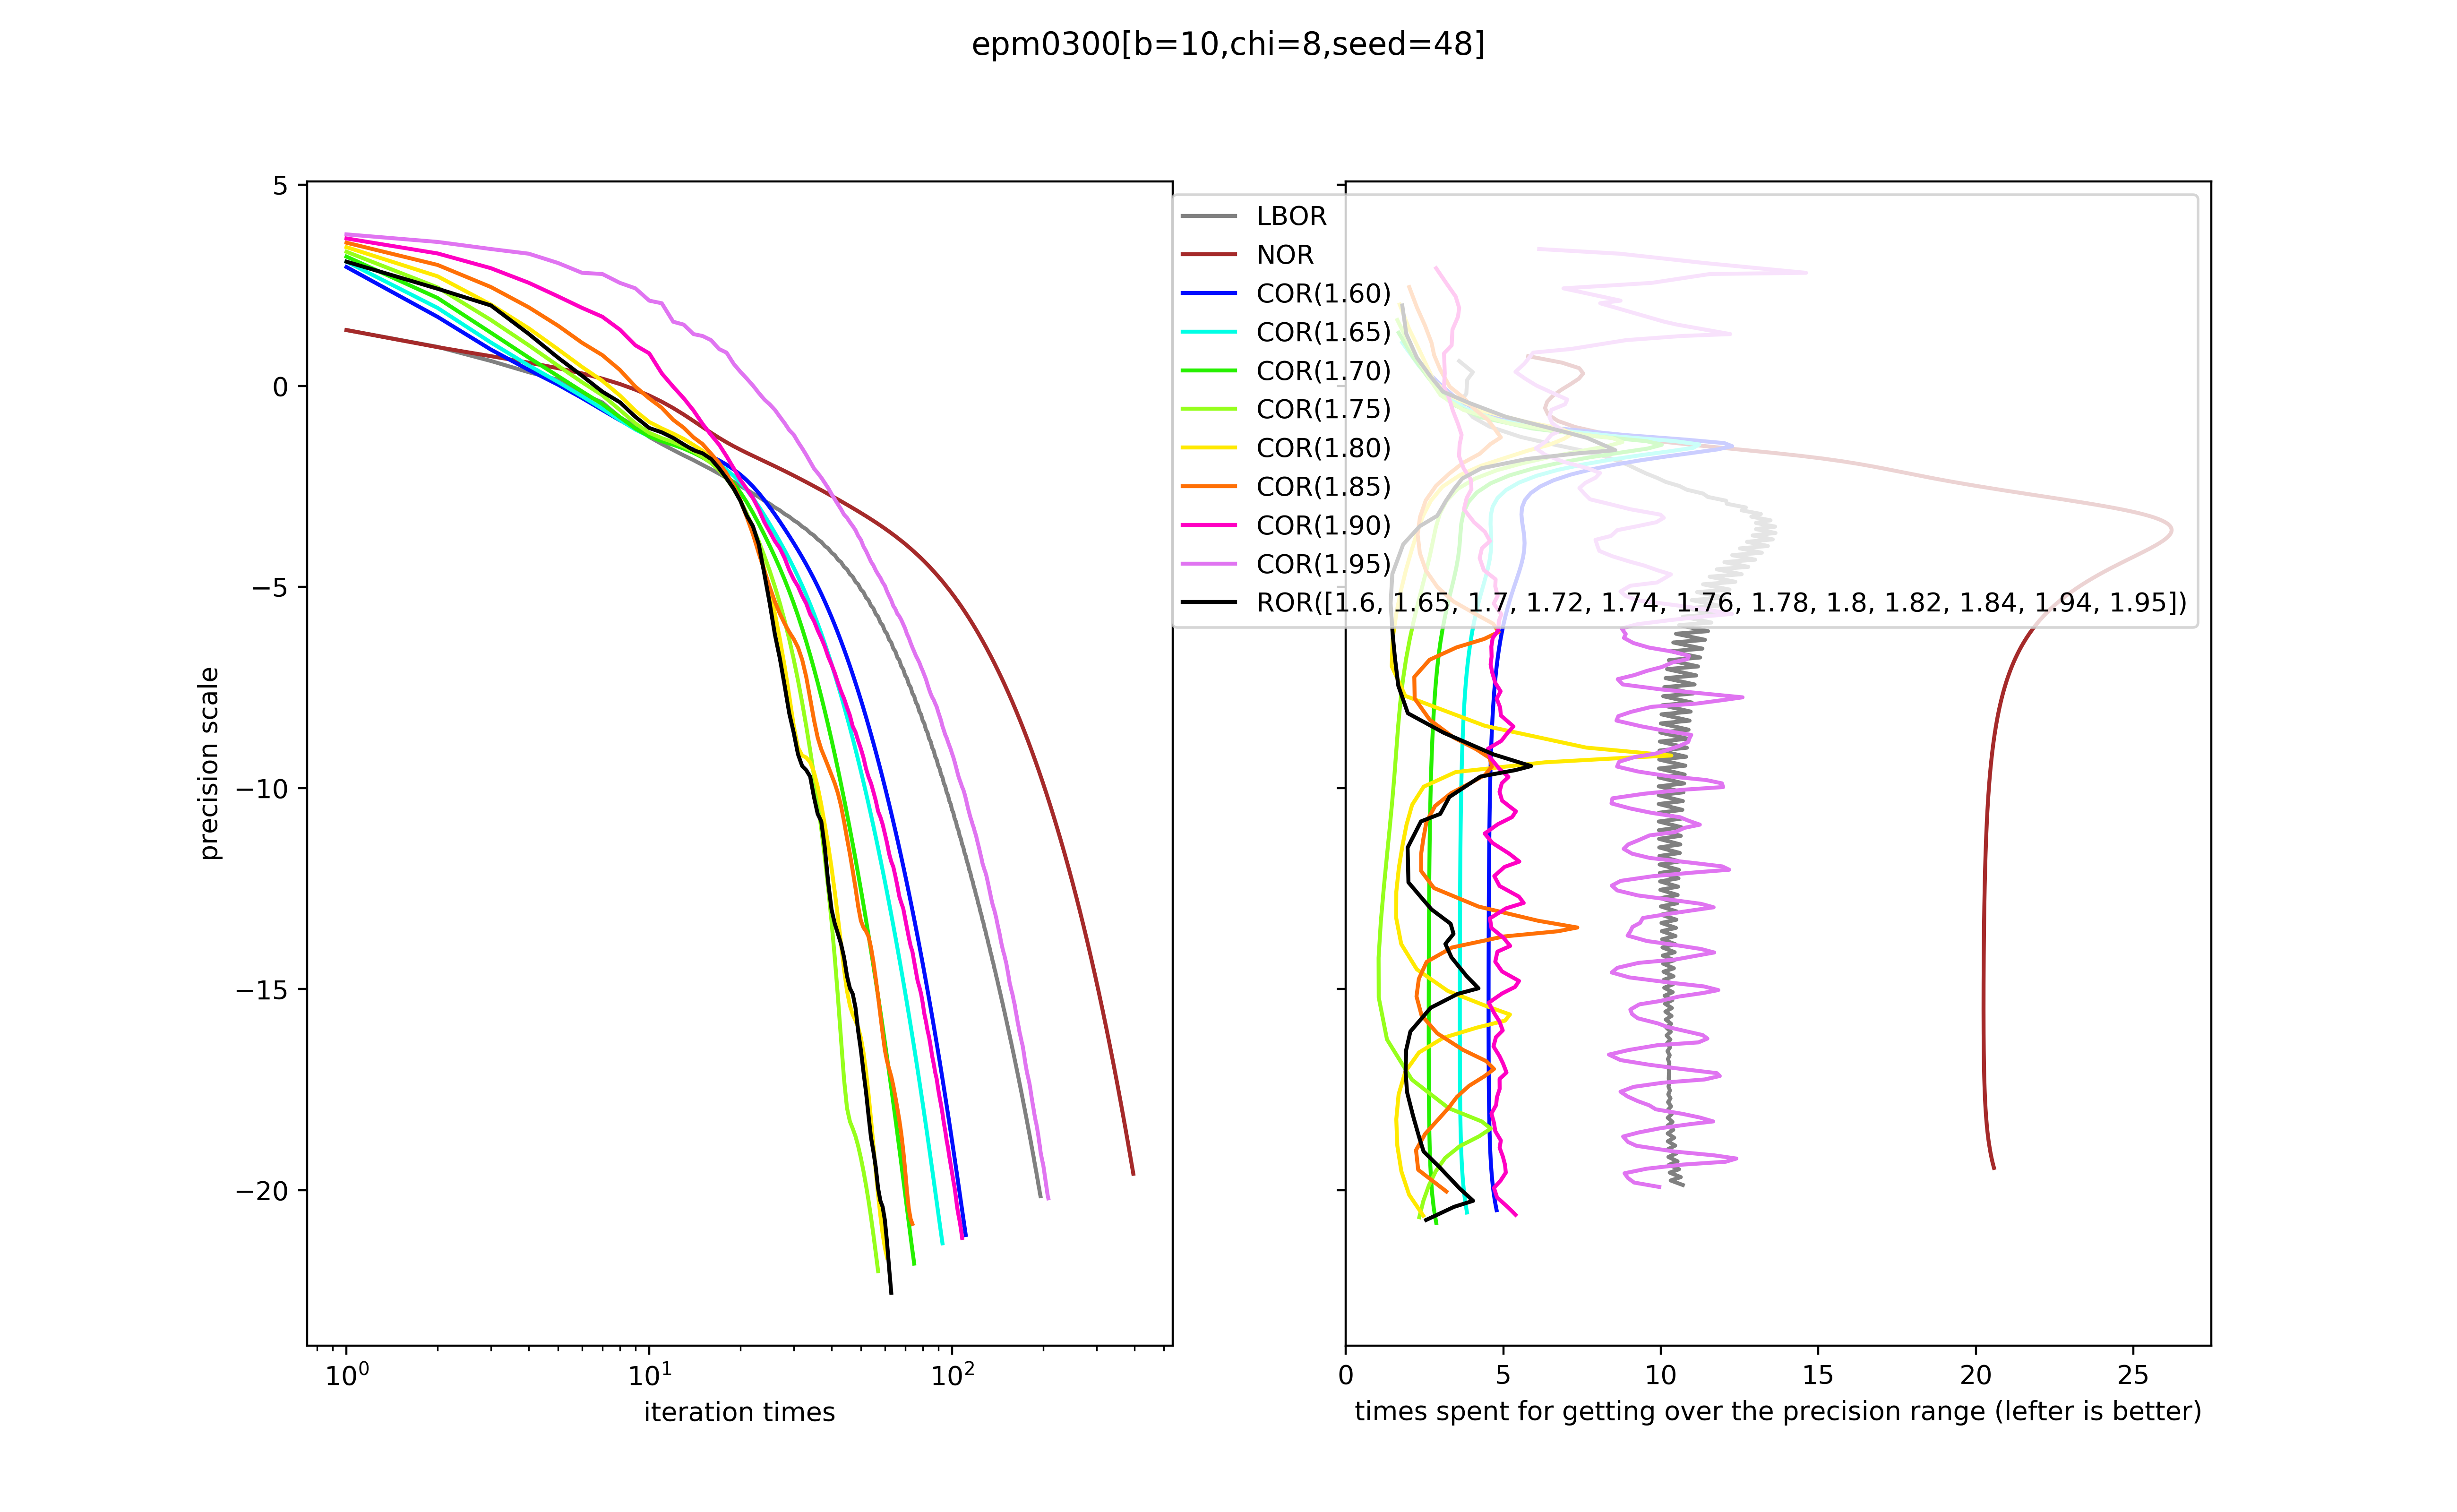 epm0300[b=10,chi=8,seed=48]
5
0
−5
−10
−15
−20
precision scale
10⁰
10¹
10²
iteration times
LBOR
NOR
COR(1.60)
COR(1.65)
COR(1.70)
COR(1.75)
COR(1.80)
COR(1.85)
COR(1.90)
COR(1.95)
ROR([1.6, 1.65, 1.7, 1.72, 1.74, 1.76, 1.78, 1.8, 1.82, 1.84, 1.94, 1.95])
0
5
10
15
20
25
times spent for getting over the precision range (lefter is better)